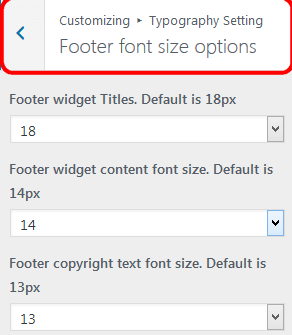 Customizing ▸ Typography Setting
Footer font size options
Footer widget Titles. Default is 18px
18
Footer widget content font size. Default is
14px
14
Footer copyright text font size. Default is
13px
13